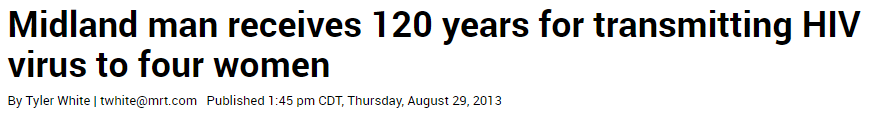 Midland man receives 120 years for transmitting HIV
virus to four women
By Tyler White | twhite@mrt.com Published 1:45 pm CDT, Thursday, August 29, 2013